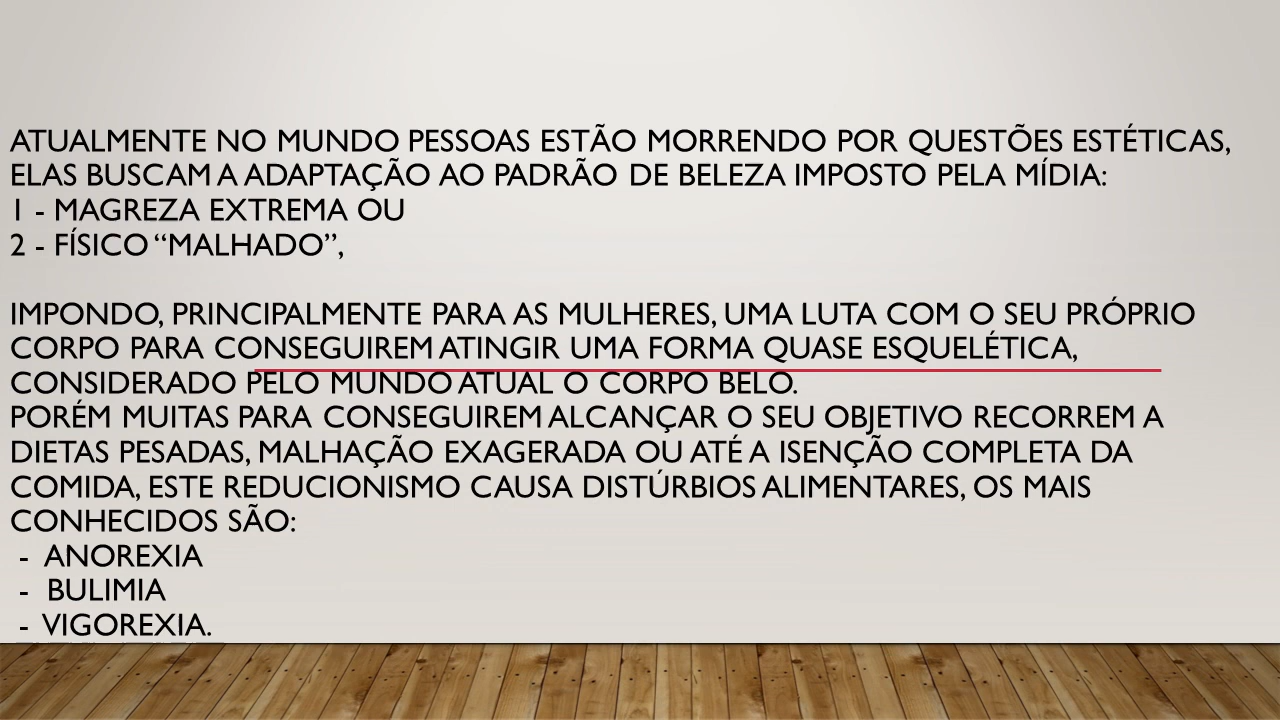 ATUALMENTE NO MUNDO PESSOAS ESTÃO MORRENDO POR QUESTÕES ESTÉTICAS,
ELAS BUSCAM A ADAPTAÇÃO AO PADRÃO DE BELEZA IMPOSTO PELA MÍDIA:
1 - MAGREZA EXTREMA OU
2 - FÍSICO “MALHADO”,
IMPONDO, PRINCIPALMENTE PARA AS MULHERES, UMA LUTA COM O SEU PRÓPRIO
CORPO PARA CONSEGUIREM ATINGIR UMA FORMA QUASE ESQUELÉTICA,
CONSIDERADO PELO MUNDO ATUAL O CORPO BELO.
PORÉM MUITAS PARA CONSEGUIREM ALCANÇAR O SEU OBJETIVO RECORREM A
DIETAS PESADAS, MALHAÇÃO EXAGERADA OU ATÉ A ISENÇÃO COMPLETA DA
COMIDA, ESTE REDUCIONISMO CAUSA DISTÚRBIOS ALIMENTARES, OS MAIS
CONHECIDOS SÃO:
- ANOREXIA
- BULIMIA
- VIGOREXIA.